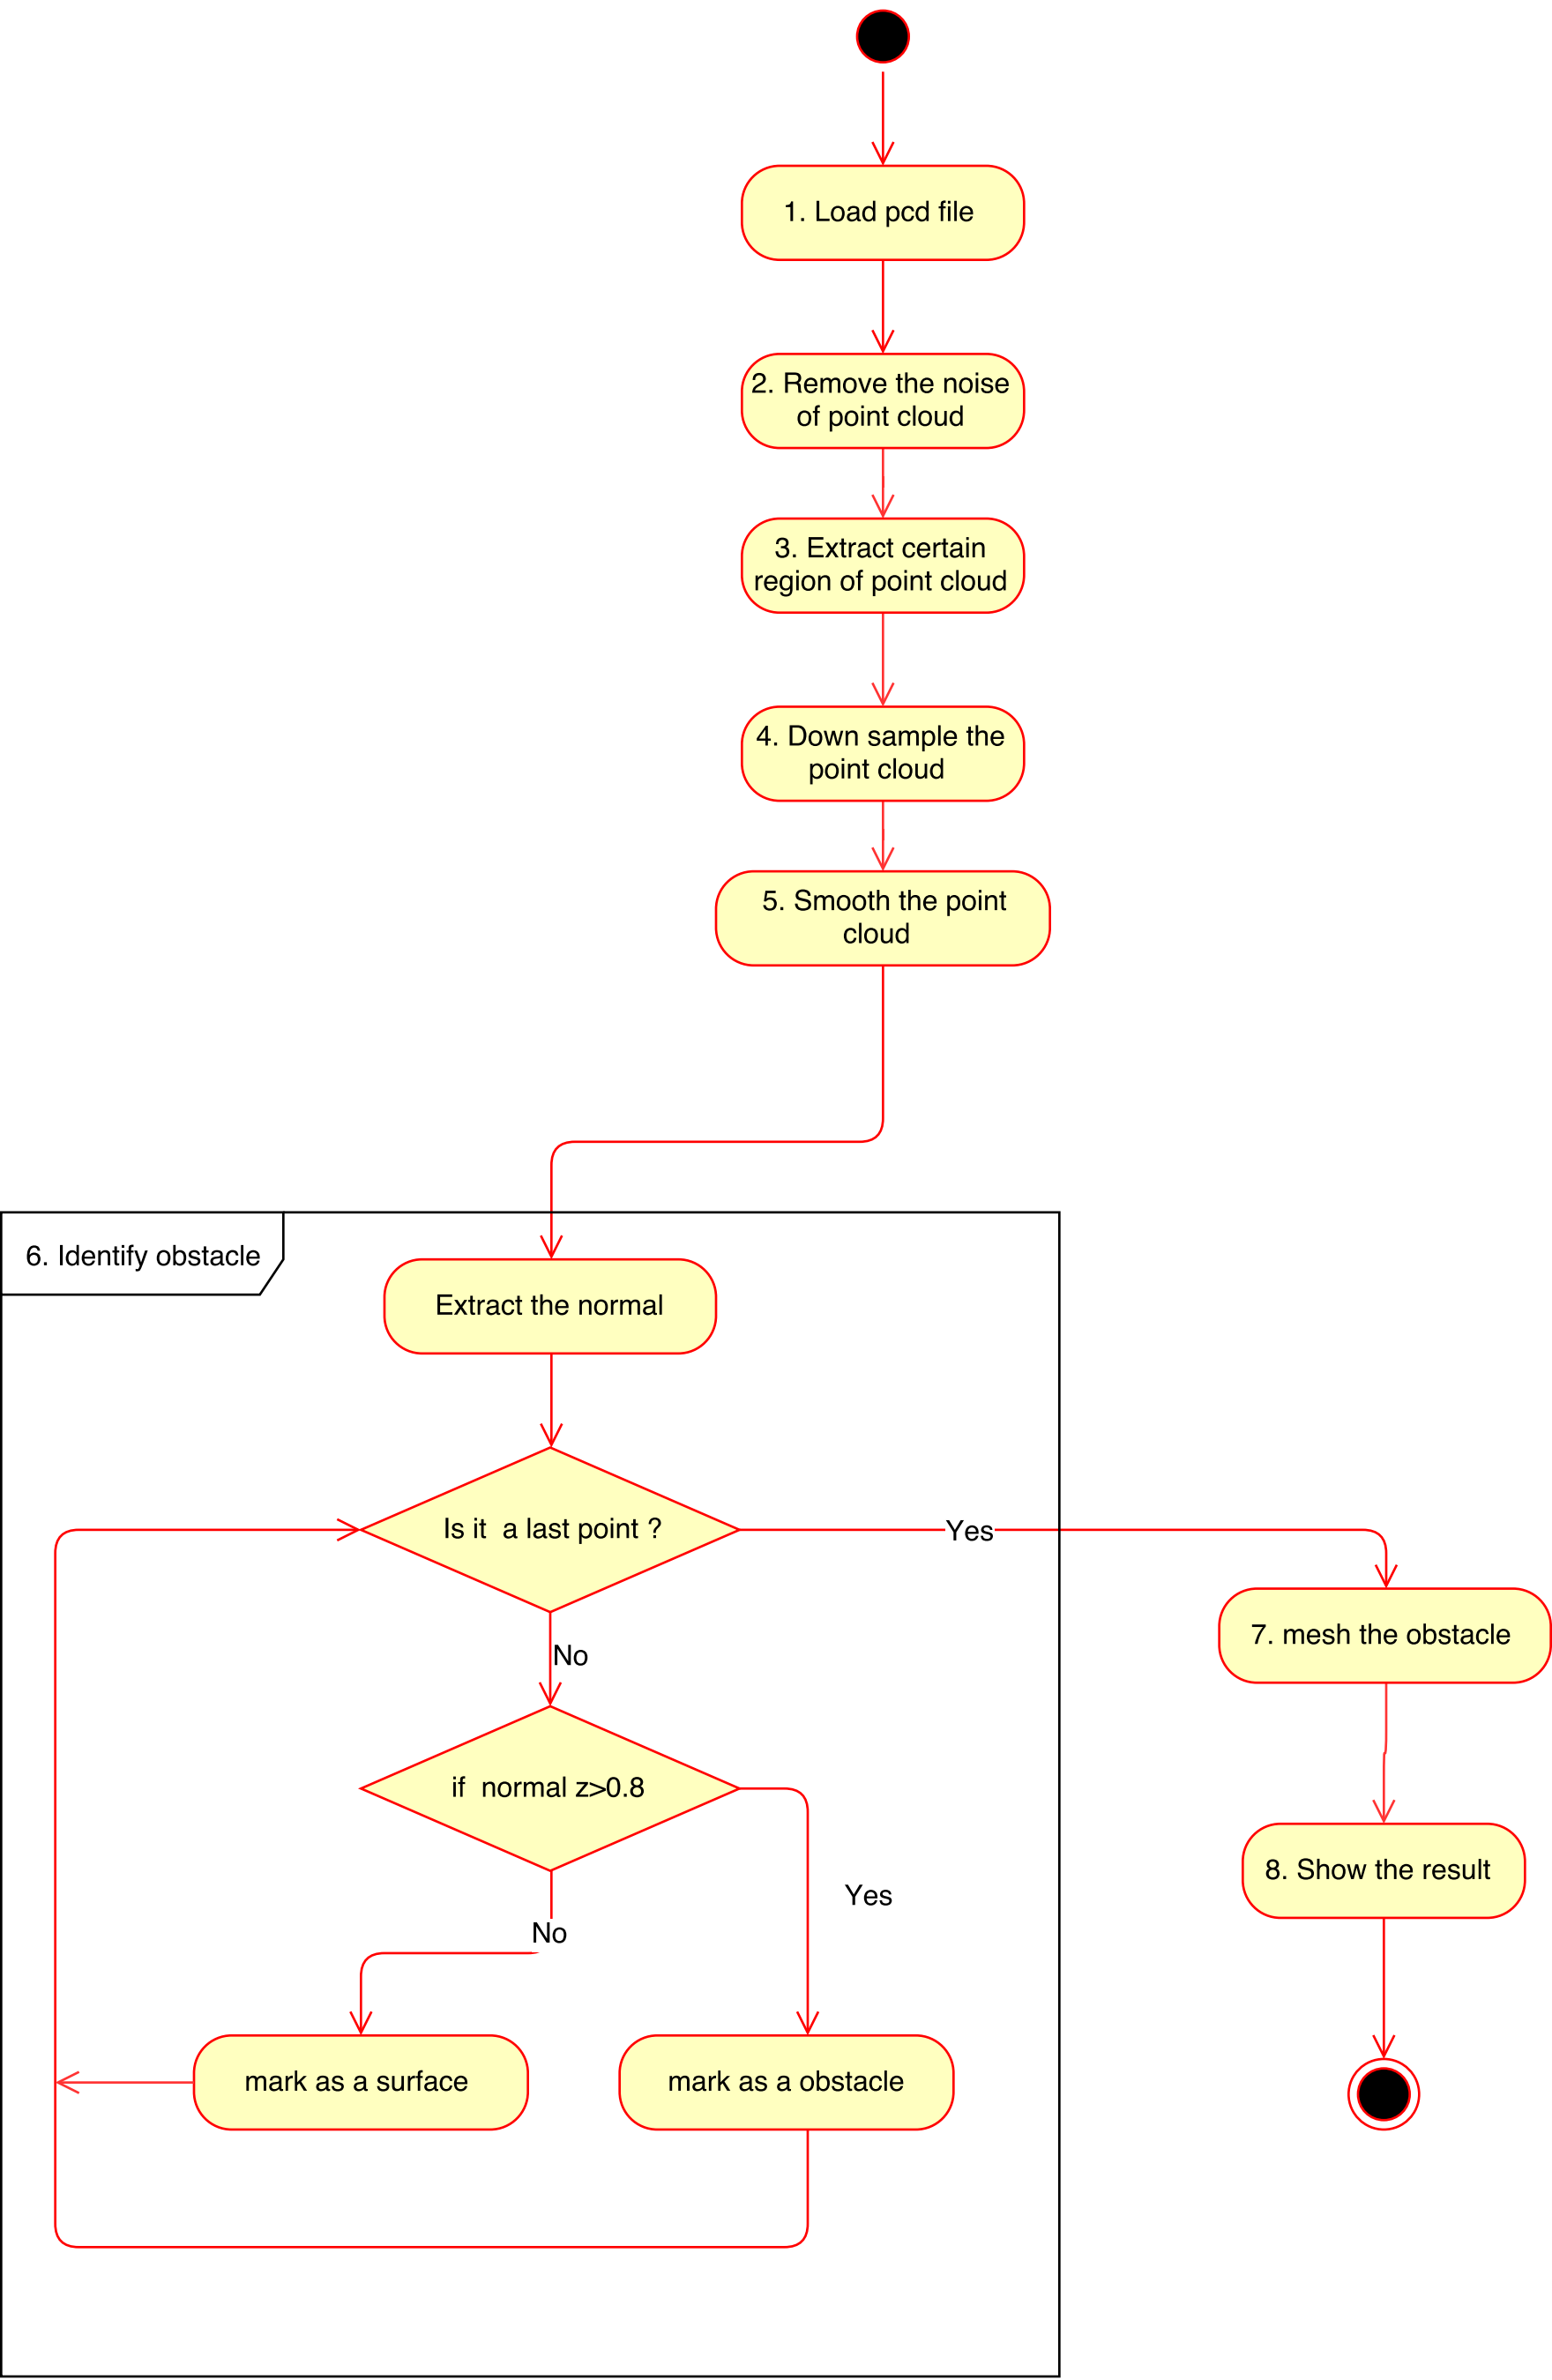 1. Load pcd file
2. Remove the noise
of point cloud
3. Extract certain
region of point cloud
4. Down sample the
point cloud
5. Smooth the point
cloud
6. Identify obstacle
Extract the normal
Is it  a last point ?
Yes
No
7. mesh the obstacle
if  normal z>0.8
8. Show the result
Yes
No
mark as a surface
mark as a obstacle